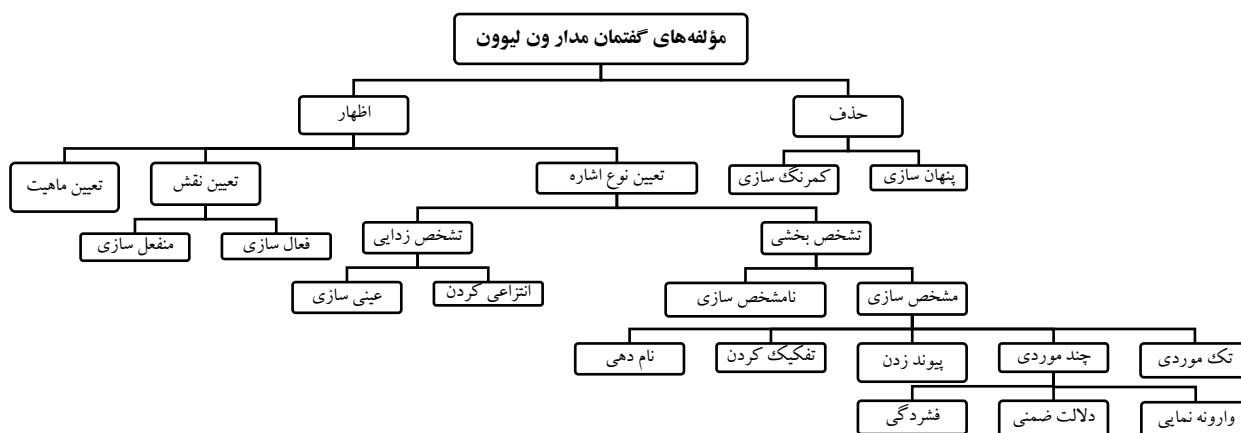 مؤلفه‌های گفتمان مدار ون لیوون
حذف
اظهار
پنهان سازی
کمرنگ سازی
تعیین نوع اشاره
تعیین نقش
تعیین ماهیت
تشخص بخشی
تشخص زدایی
فعال سازی
منفعل سازی
مشخص سازی
نامشخص سازی
انتزاعی کردن
عینی سازی
تک موردی
چند موردی
پیوند زدن
تفکیک کردن
نام دهی
وارونه نمایی
دلالت ضمنی
فشردگی